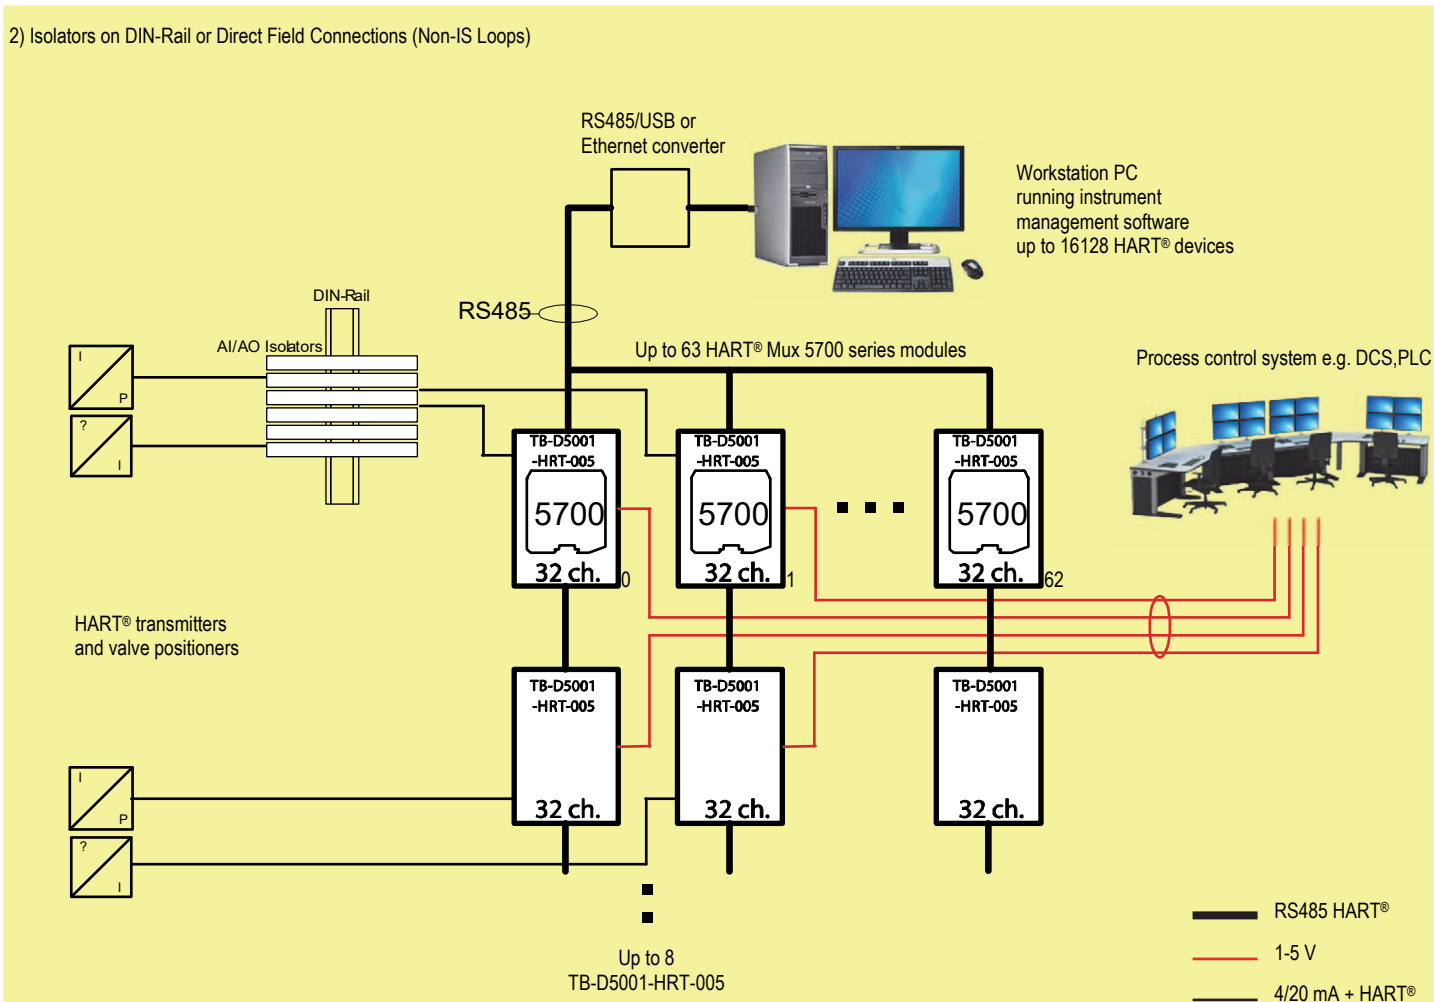 2) Isolators on DIN-Rail or Direct Field Connections (Non-IS Loops)
RS485/USB or
Ethernet converter
Workstation PC
running instrument
management software
up to 16128 HART® devices
DIN-Rail
RS485
AI/AO Isolators
Up to 63 HART® Mux 5700 series modules
Process control system e.g. DCS,PLC
I
P
?
I
TB-D5001
-HRT-005
5700
32 ch.
0
TB-D5001
-HRT-005
5700
32 ch.
1
TB-D5001
-HRT-005
5700
32 ch.
62
HART® transmitters
and valve positioners
TB-D5001
-HRT-005
32 ch.
TB-D5001
-HRT-005
32 ch.
TB-D5001
-HRT-005
32 ch.
I
P
?
I
Up to 8
TB-D5001-HRT-005
RS485 HART®
1-5 V
4/20 mA + HART®